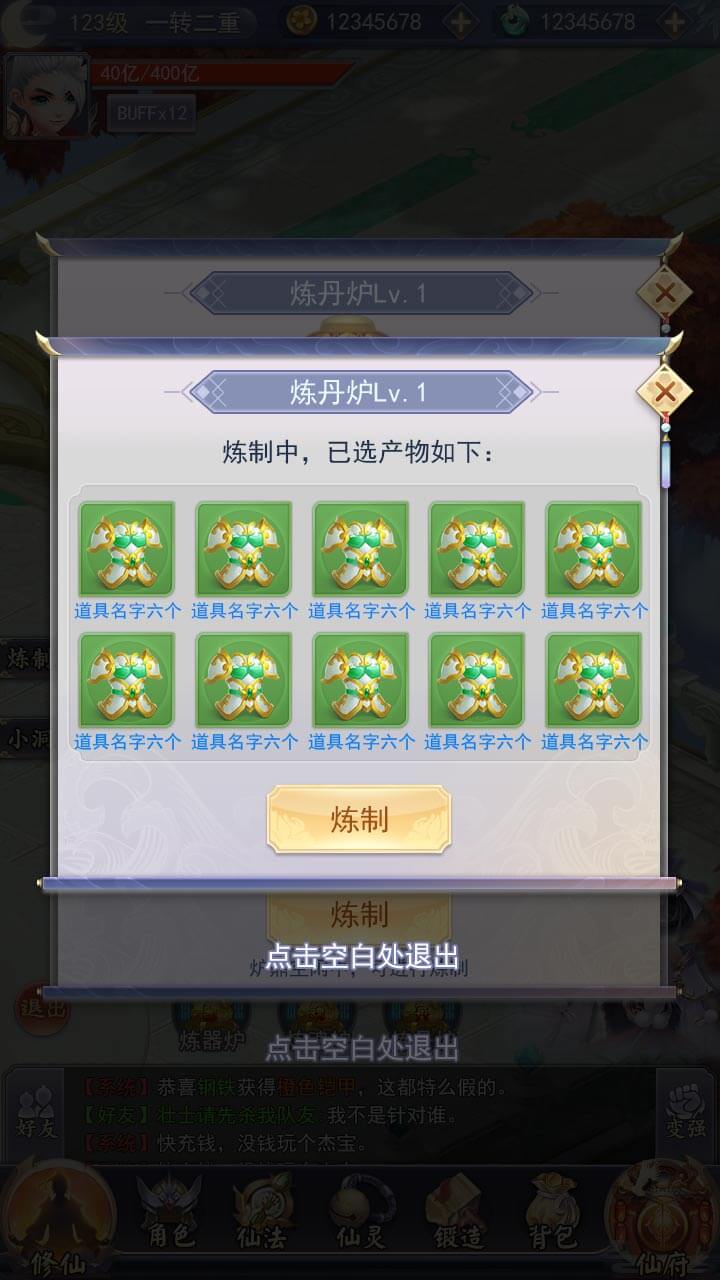 123级 一转二重 12345678 12345678
40亿/400亿
BUFFx12
炼丹炉Lv.1
炼丹炉Lv.1
炼制中，已选产物如下：
道具名字六个 道具名字六个 道具名字六个 道具名字六个 道具名字六个
炼制
小洞
道具名字六个 道具名字六个 道具名字六个 道具名字六个 道具名字六个
炼制
炼制
点击空白处退出
退出
炼器炉
点击空白处退出
好友
【系统】恭喜钢铁获得橙色铠甲，这都特么假的。
【好友】壮士请先杀我队友:我不是针对谁。
【系统】快充钱，没钱玩个杰宝。
变强
修仙 角色 仙法 仙灵 锻造 背包 仙府